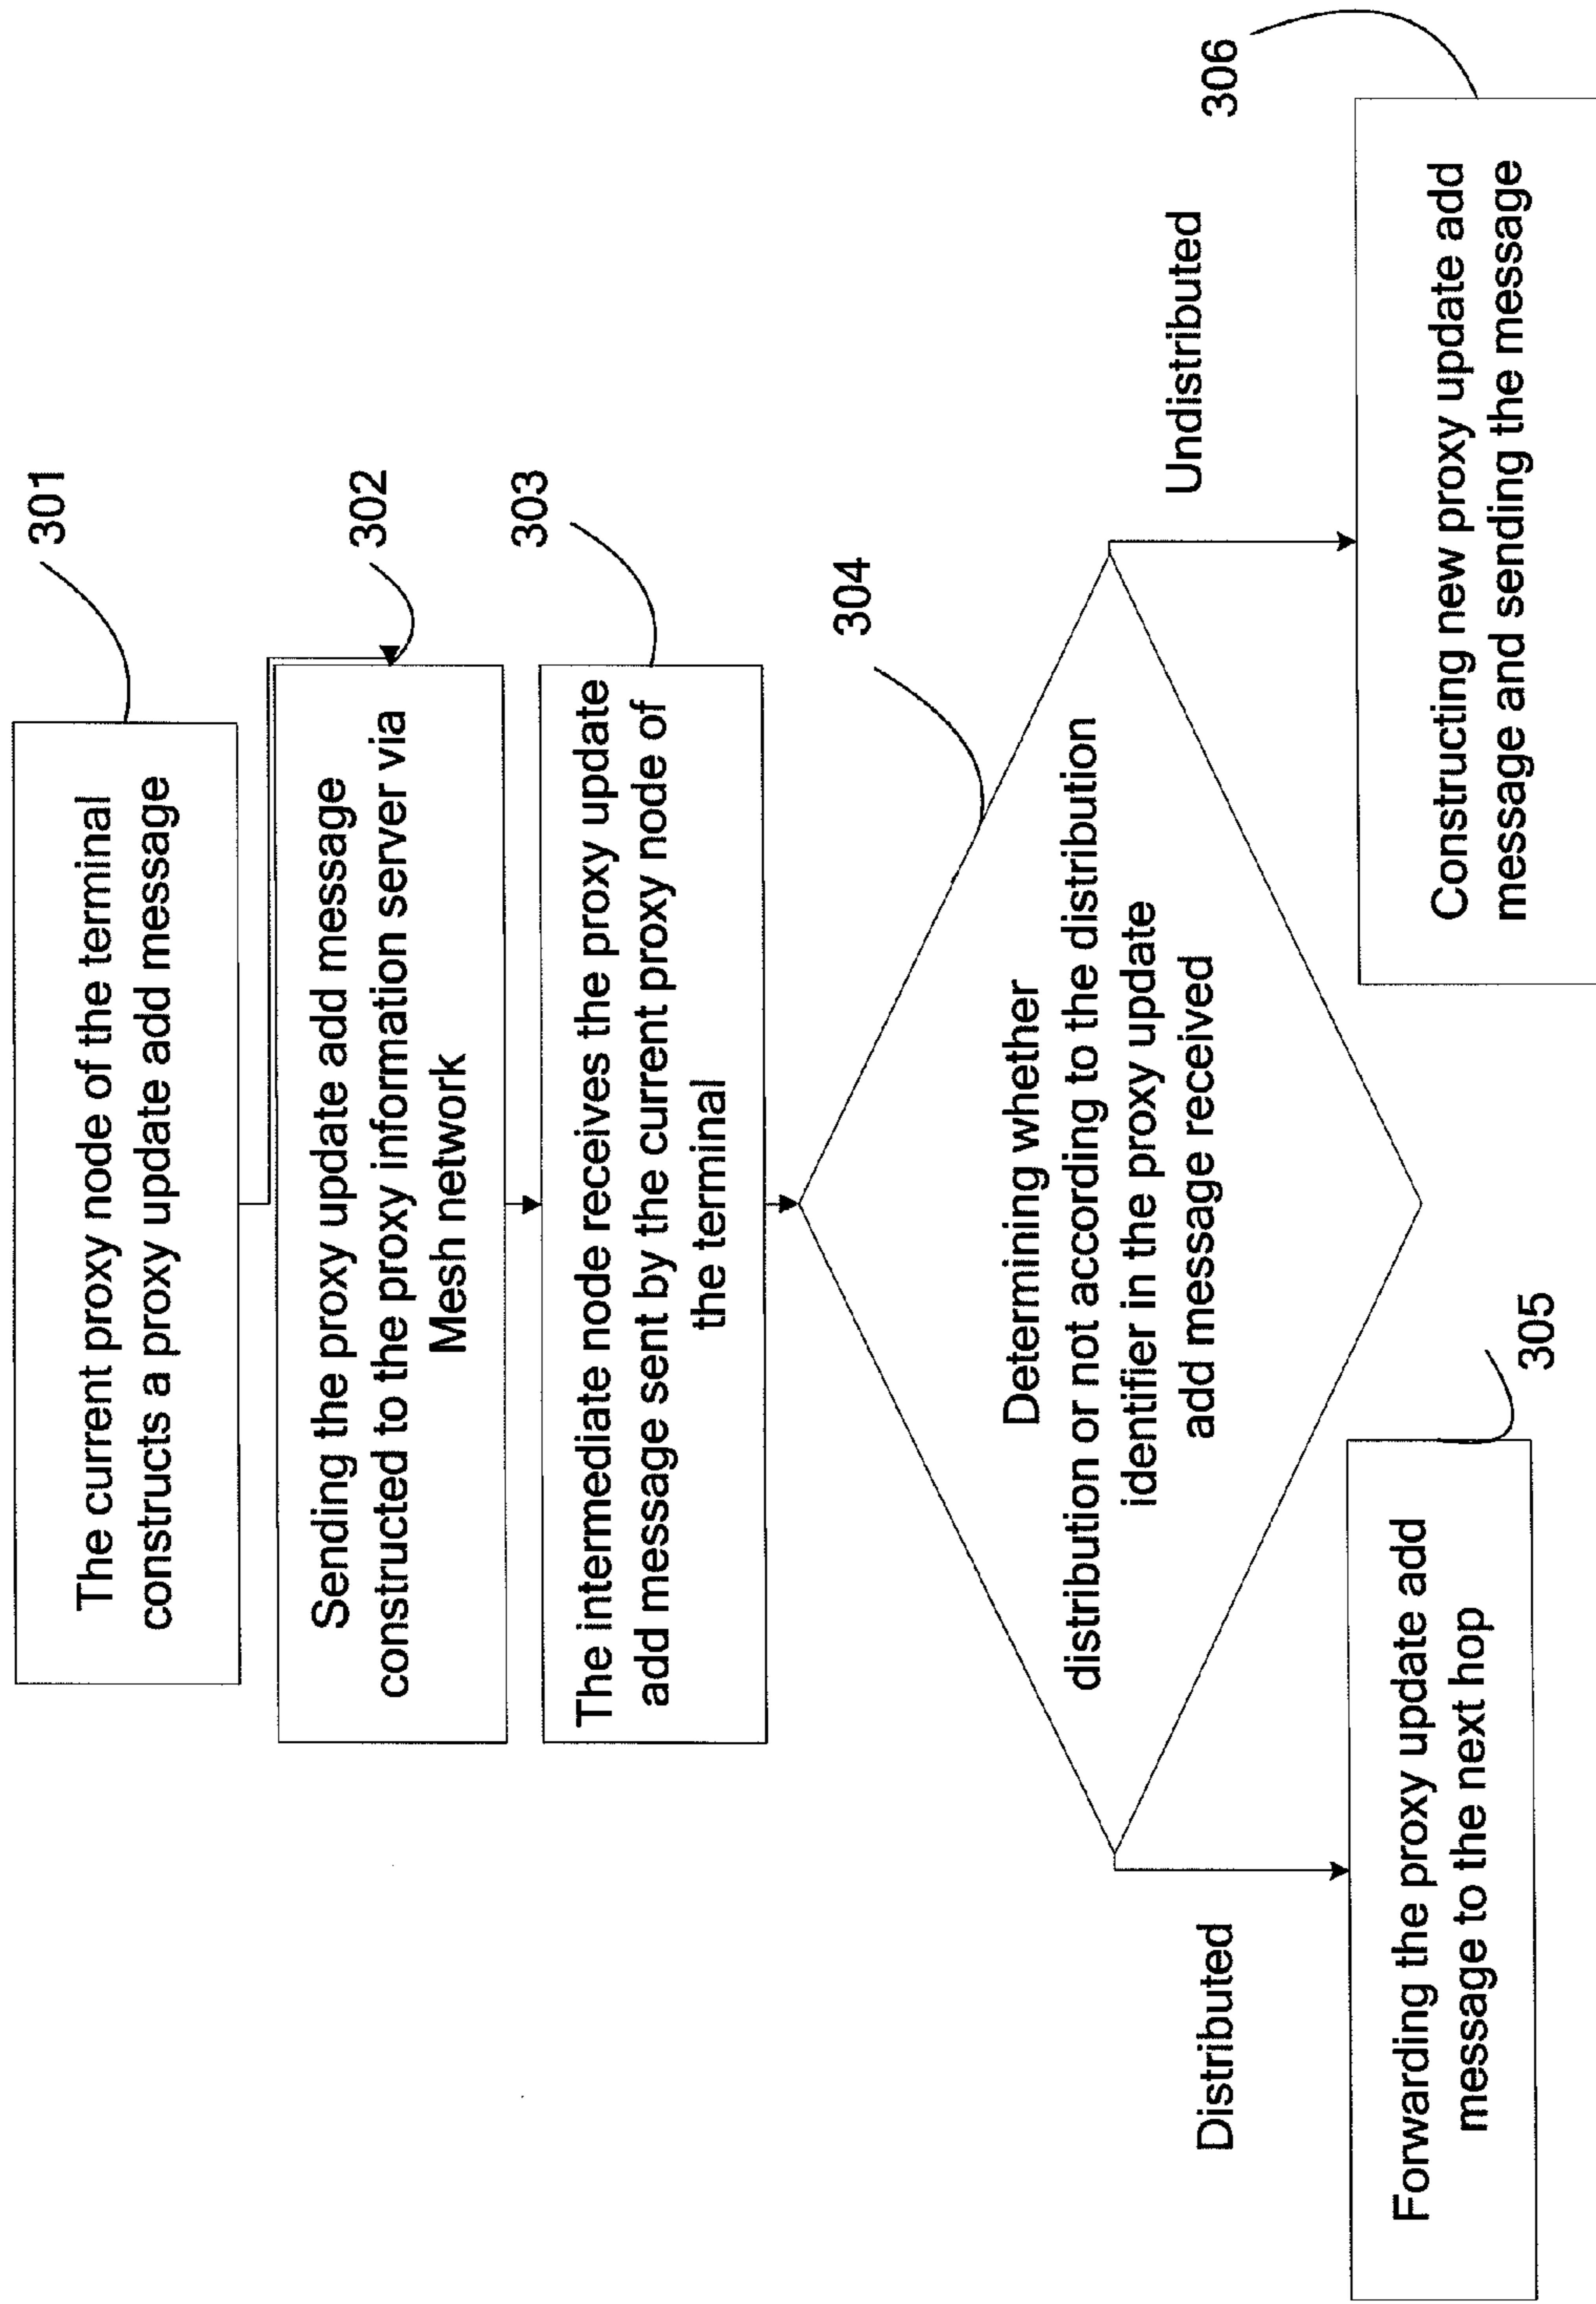 301
The current proxy node of the terminal
constructs a proxy update add message
302
Sending the proxy update add message
constructed to the proxy information server via
Mesh network
303
The intermediate node receives the proxy update
add message sent by the current proxy node of
the terminal
304
Determining whether
distribution or not according to the distribution
identifier in the proxy update
add message received
Distributed
Undistributed
Forwarding the proxy update add
message to the next hop
305
306
Constructing new proxy update add
message and sending the message